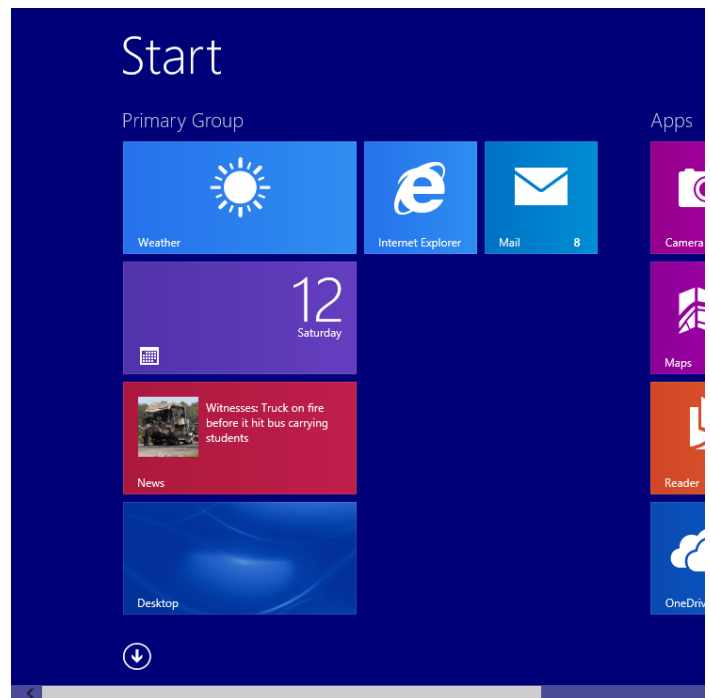 Start
Primary Group
Apps
Weather
Internet Explorer
Mail
8
Camera
12
Saturday
Maps
Witnesses: Truck on fire
before it hit bus carrying
students
News
Reader
Desktop
OneDriv